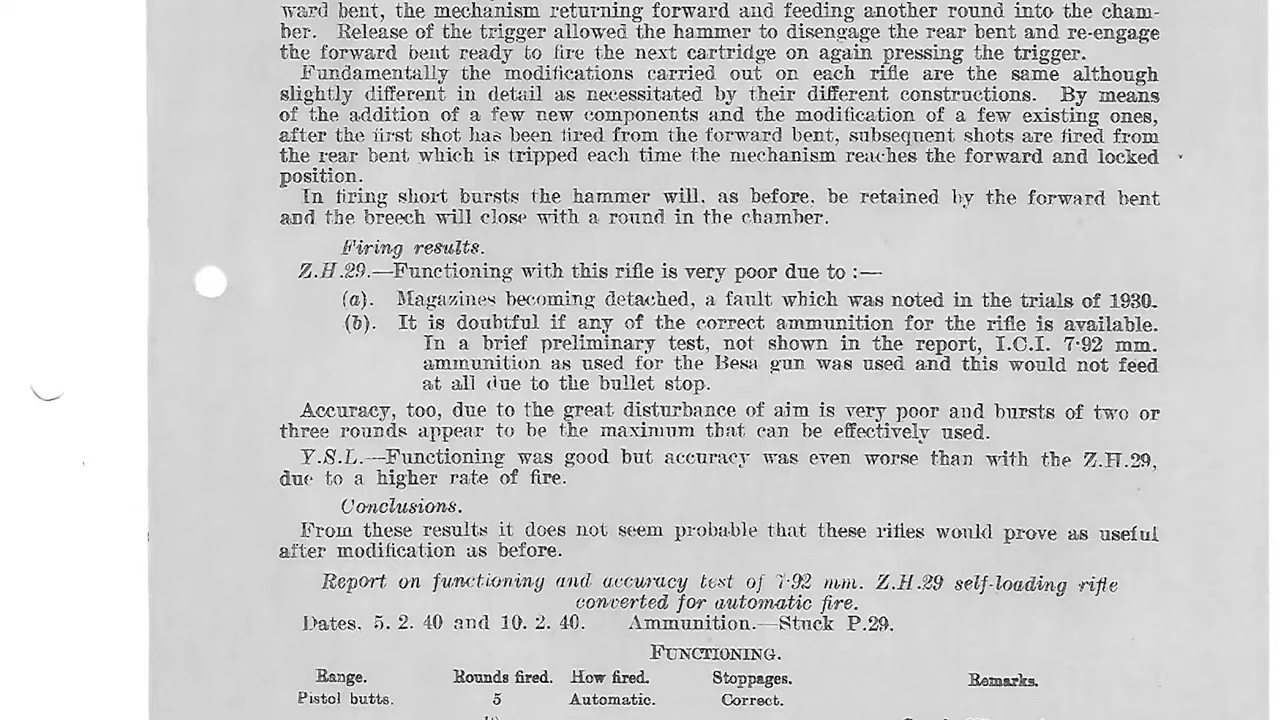 ward bent, the mechanism returning forward and feeding another round into the cham-
ber. Release of the trigger allowed the hammer to disengage the rear bent and re-engage
the forward bent ready to fire the next cartridge on again pressing the trigger.
Fundamentally the modifications carried out on each rifle are the same although
slightly different in detail as necessitated by their different constructions. By means
of the addition of a few new components and the modification of a few existing ones,
after the first shot has been fired from the forward bent, subsequent shots are fired from
the rear bent which is tripped each time the mechanism reaches the forward and locked
position.
In firing short bursts the hammer will, as before, be retained by the forward bent
and the breech will close with a round in the chamber.
Firing results.
Z.H.29.—Functioning with this rifle is very poor due to :—
(a). Magazines becoming detached, a fault which was noted in the trials of 1930.
(b). It is doubtful if any of the correct ammunition for the rifle is available.
In a brief preliminary test, not shown in the report, I.C.I. 7·92 mm.
ammunition as used for the Besa gun was used and this would not feed
at all due to the bullet stop.
Accuracy, too, due to the great disturbance of aim is very poor and bursts of two or
three rounds appear to be the maximum that can be effectively used.
Y.S.L.—Functioning was good but accuracy was even worse than with the Z.H.29,
due to a higher rate of fire.
Conclusions.
From these results it does not seem probable that these rifles would prove as useful
after modification as before.
Report on functioning and accuracy test of 7·92 mm. Z.H.29 self-loading rifle
converted for automatic fire.
Dates. 5. 2. 40 and 10. 2. 40. Ammunition.—Stuck P.29.
FUNCTIONING.
Range. Rounds fired. How fired. Stoppages. Remarks.
Pistol butts. 5 Automatic. Correct.